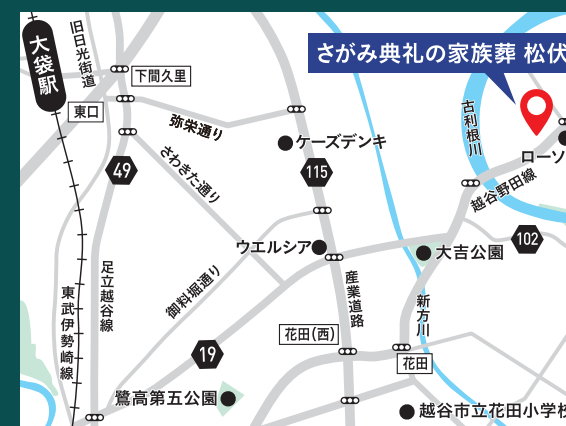 大袋駅
旧日光街道
下間久里
東口
さがみ典礼の家族葬 松伏
弥栄通り
ケーズデンキ
古利根川
ローソ
さわきた通り
49
115
越谷野田線
102
ウエルシア
大吉公園
足立越谷線
御料堀通り
産業道路
新方川
東武伊勢崎線
花田(西)
花田
19
鷺高第五公園
越谷市立花田小学校